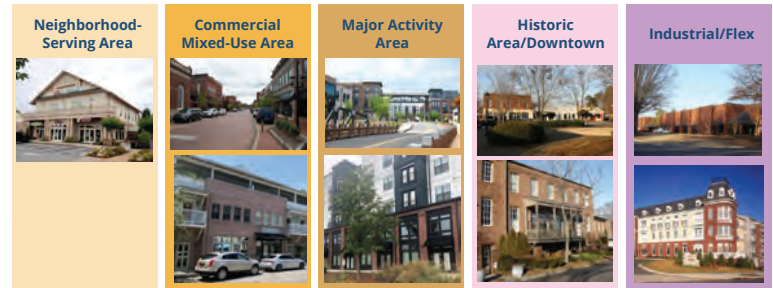 Neighborhood-
Serving Area
Commercial
Mixed-Use Area
Major Activity
Area
Historic
Area/Downtown
Industrial/Flex